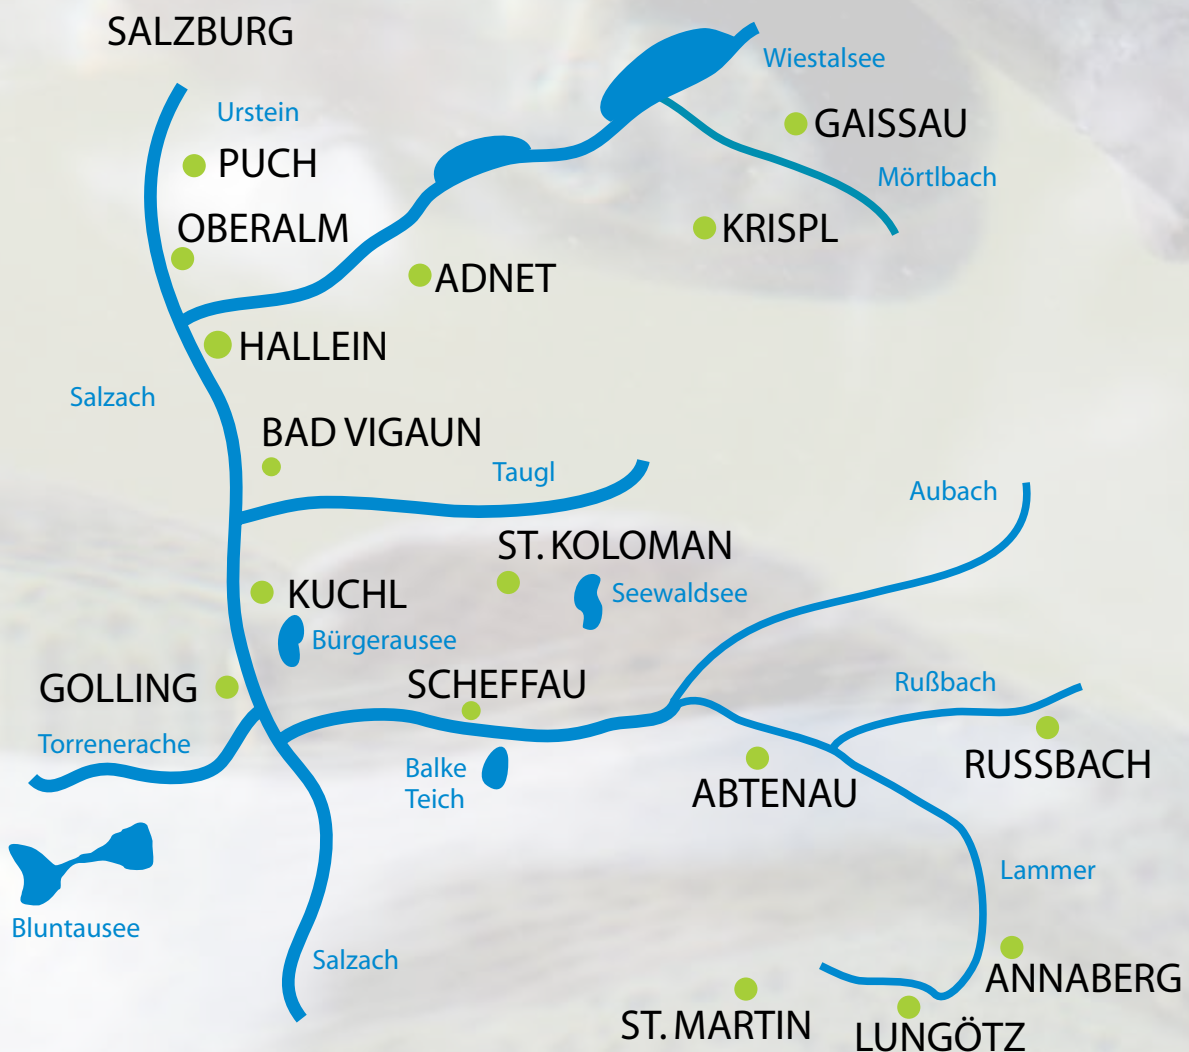 SALZBURG
Wiestalsee
Urstein
GAISSAU
PUCH
Mörtlbach
OBERALM
KRISPL
ADNET
HALLEIN
Salzach
BAD VIGAUN
Taugl
Aubach
ST. KOLOMAN
KUCHL
Seewaldsee
Bürgerausee
GOLLING
SCHEFFAU
Rußbach
Torrenerache
RUSSBACH
Balke
Teich
ABTENAU
Lammer
Bluntausee
Salzach
ANNABERG
ST. MARTIN
LUNGÖTZ